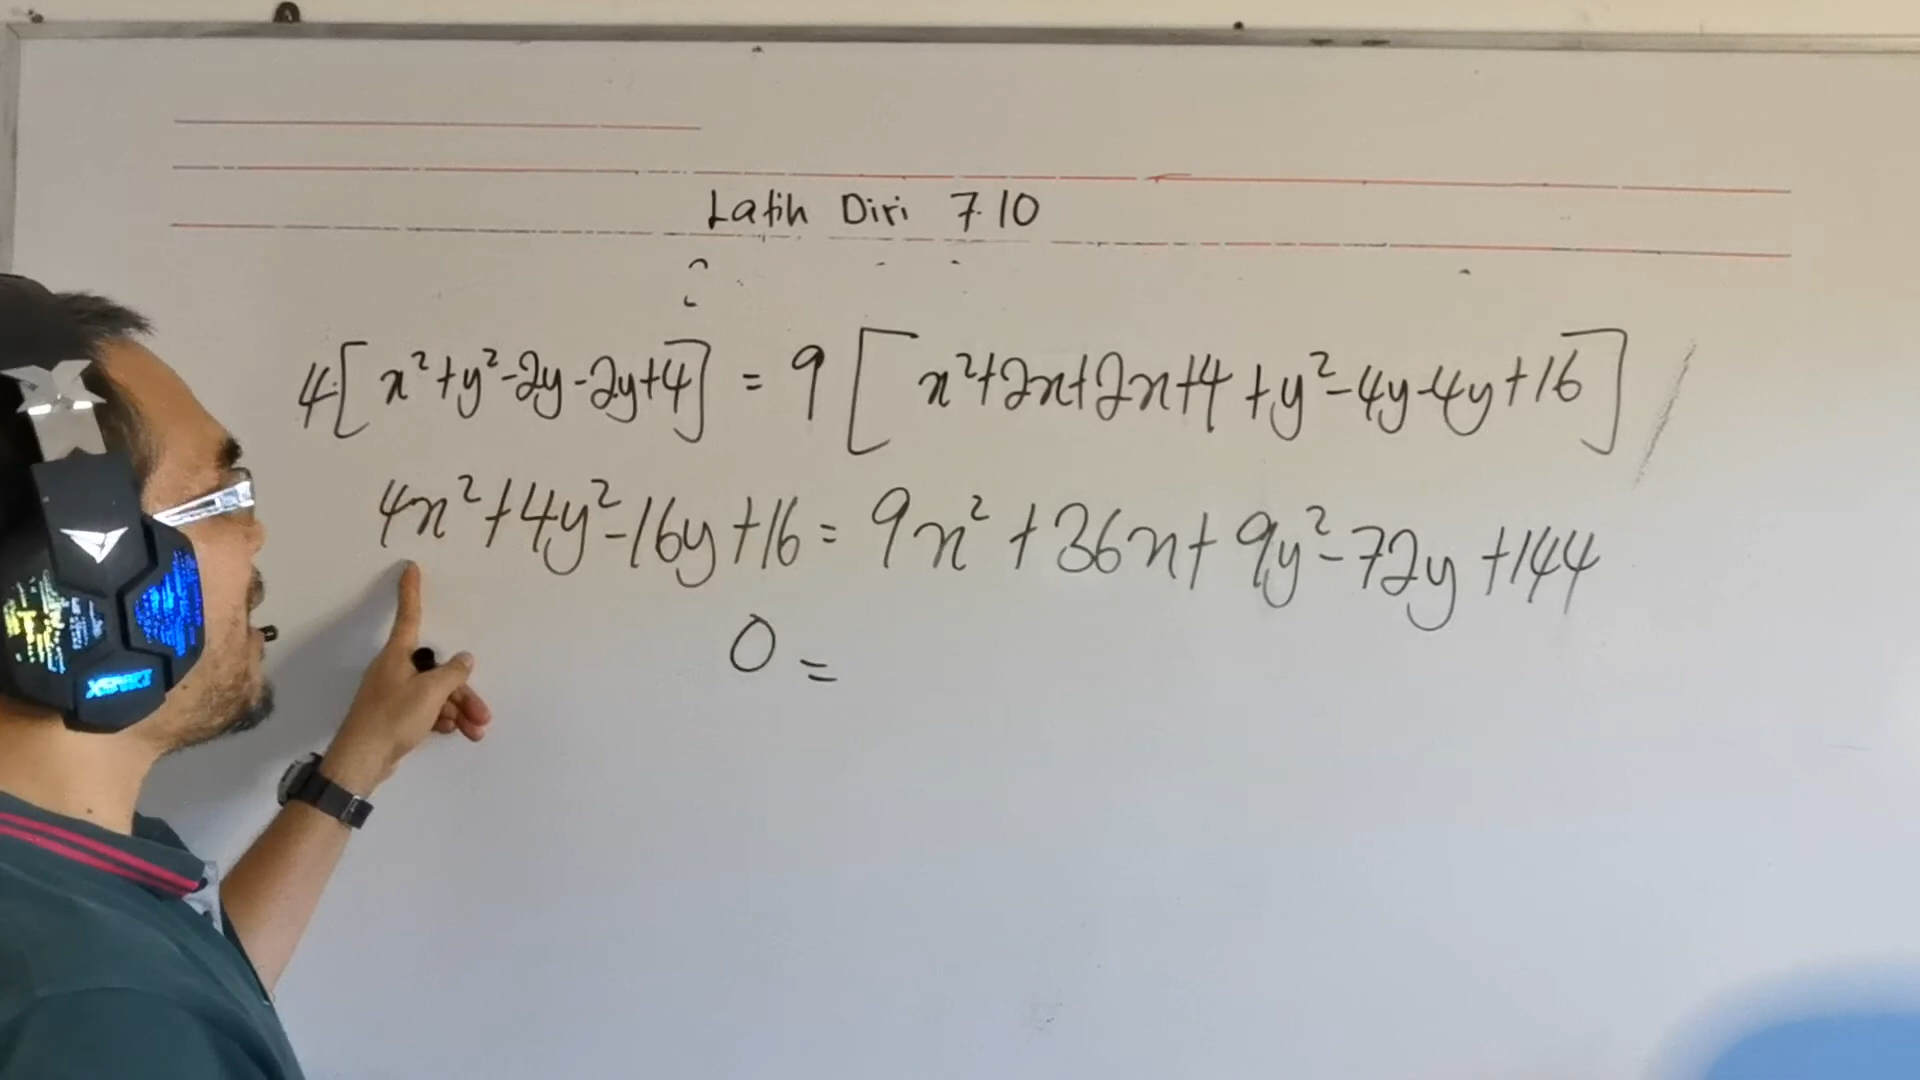 Latih Diri 7.10
4[x²+y²-2y-2y+4] = 9[x²+2x+2x+4+y²-4y-4y+16]
4x²+4y²-16y+16 = 9x²+36x+9y²-72y+144
0 =